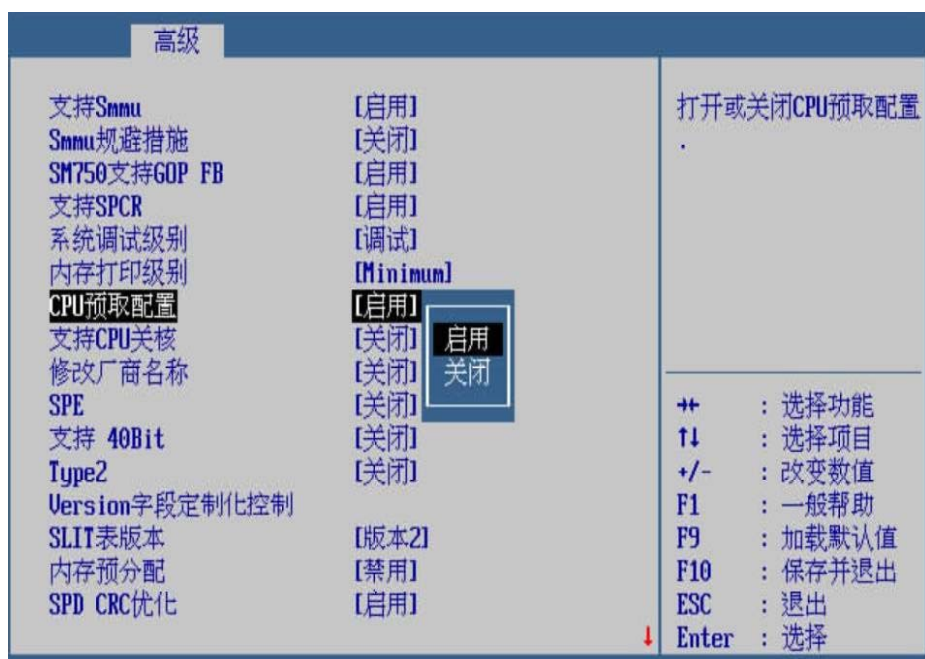 高级
支持Smmu [启用]
Smmu规避措施 [关闭]
SM750支持GOP FB [启用]
支持SPCR [启用]
系统调试级别 [调试]
内存打印级别 [Minimum]
CPU预取配置 [启用]
支持CPU关核 [关闭]
修改厂商名称 [关闭]
SPE [关闭]
支持 40Bit [关闭]
Type2 [关闭]
Version字段定制化控制
SLIT表版本 [版本2]
内存预分配 [禁用]
SPD CRC优化 [启用]
启用
关闭
打开或关闭CPU预取配置
.
→← : 选择功能
↑↓ : 选择项目
+/- : 改变数值
F1 : 一般帮助
F9 : 加载默认值
F10 : 保存并退出
ESC : 退出
Enter : 选择